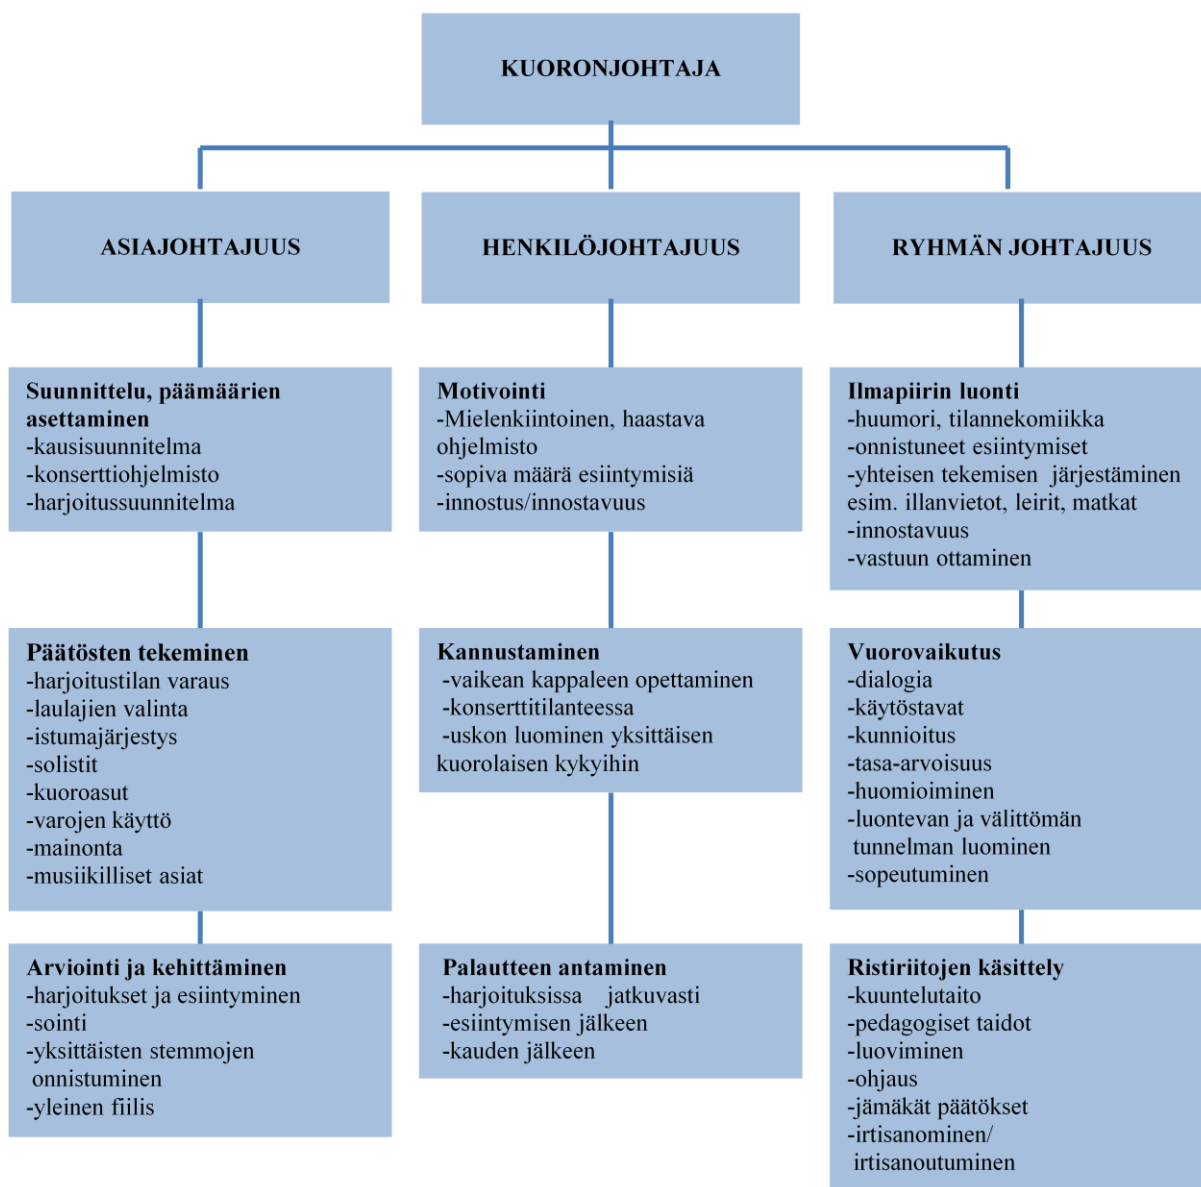 KUORONJOHTAJA
ASIAJOHTAJUUS
HENKILÖJOHTAJUUS
RYHMÄN JOHTAJUUS
Suunnittelu, päämäärien
asettaminen
-kausisuunnitelma
-konserttiohjelmisto
-harjoitussuunnitelma
Motivointi
-Mielenkiintoinen, haastava
ohjelmisto
-sopiva määrä esiintymisiä
-innostus/innostavuus
Ilmapiirin luonti
-huumori, tilannekomiikka
-onnistuneet esiintymiset
-yhteisen tekemisen järjestäminen
esim. illanvietot, leirit, matkat
-innostavuus
-vastuun ottaminen
Päätösten tekeminen
-harjoitustilan varaus
-laulajien valinta
-istumajärjestys
-solistit
-kuoroasut
-varojen käyttö
-mainonta
-musiikilliset asiat
Kannustaminen
-vaikean kappaleen opettaminen
-konserttitilanteessa
-uskon luominen yksittäisen
kuorolaisen kykyihin
Vuorovaikutus
-dialogia
-käytöstavat
-kunnioitus
-tasa-arvoisuus
-huomioiminen
-luontevan ja välittömän
tunnelman luominen
-sopeutuminen
Arviointi ja kehittäminen
-harjoitukset ja esiintyminen
-sointi
-yksittäisten stemmojen
onnistuminen
-yleinen fiilis
Palautteen antaminen
-harjoituksissa jatkuvasti
-esiintymisen jälkeen
-kauden jälkeen
Ristiriitojen käsittely
-kuuntelutaito
-pedagogiset taidot
-luoviminen
-ohjaus
-jämäkät päätökset
-irtisanominen/
irtisanoutuminen